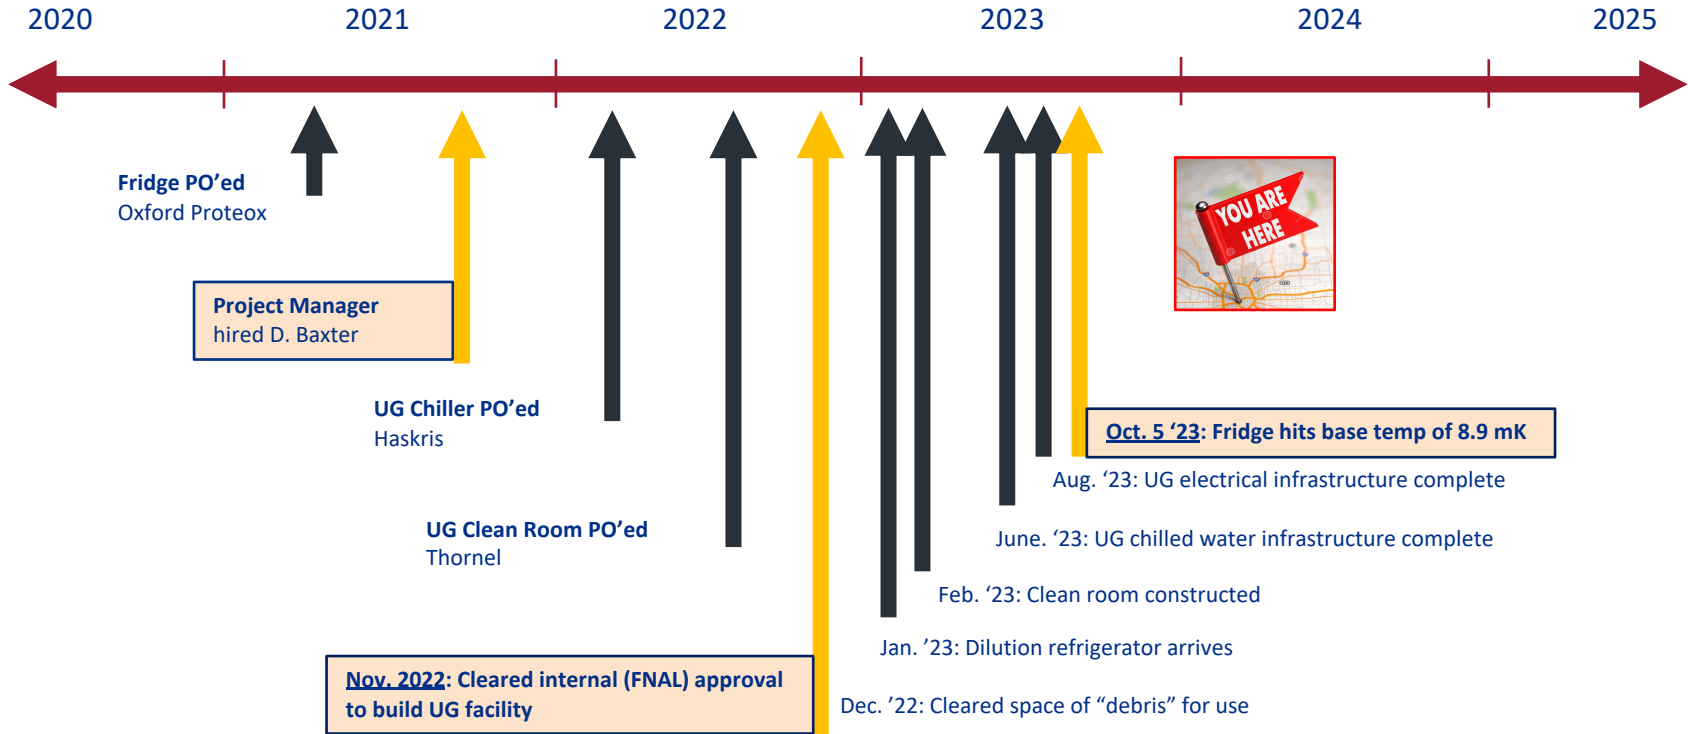 2020 2021 2022 2023 2024 2025
Fridge PO’ed
Oxford Proteox
YOU ARE
HERE
Project Manager
hired D. Baxter
UG Chiller PO’ed
Haskris
Oct. 5 ‘23: Fridge hits base temp of 8.9 mK
Aug. ‘23: UG electrical infrastructure complete
UG Clean Room PO’ed
Thornel
June. ‘23: UG chilled water infrastructure complete
Feb. ‘23: Clean room constructed
Jan. ’23: Dilution refrigerator arrives
Nov. 2022: Cleared internal (FNAL) approval
to build UG facility
Dec. ’22: Cleared space of “debris” for use